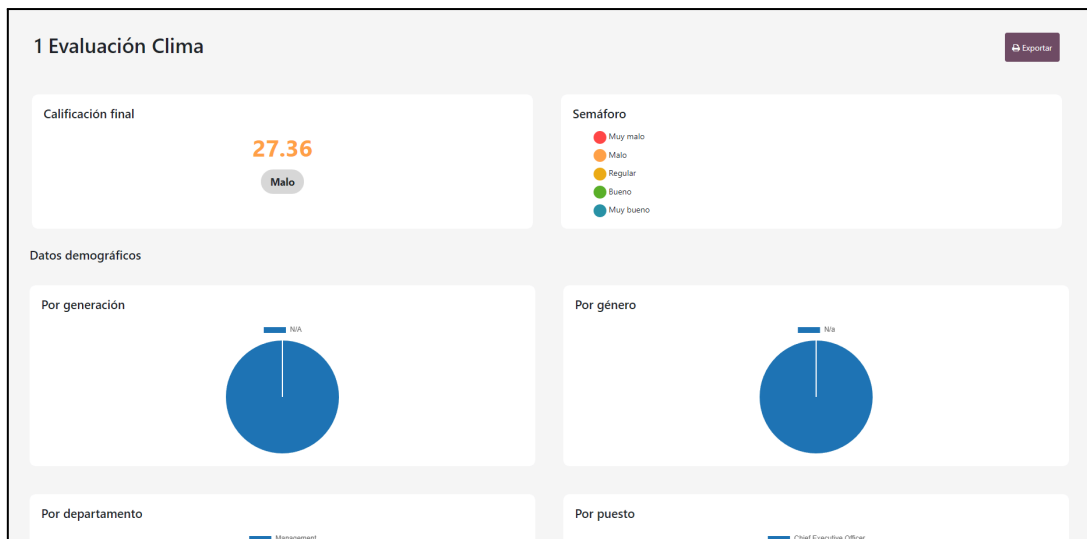 1 Evaluación Clima
Exportar
Calificación final
27.36
Malo
Semáforo
Muy malo
Malo
Regular
Bueno
Muy bueno
Datos demográficos
Por generación
N/A
Por género
N/a
Por departamento
Management
Por puesto
Chief Executive Officer